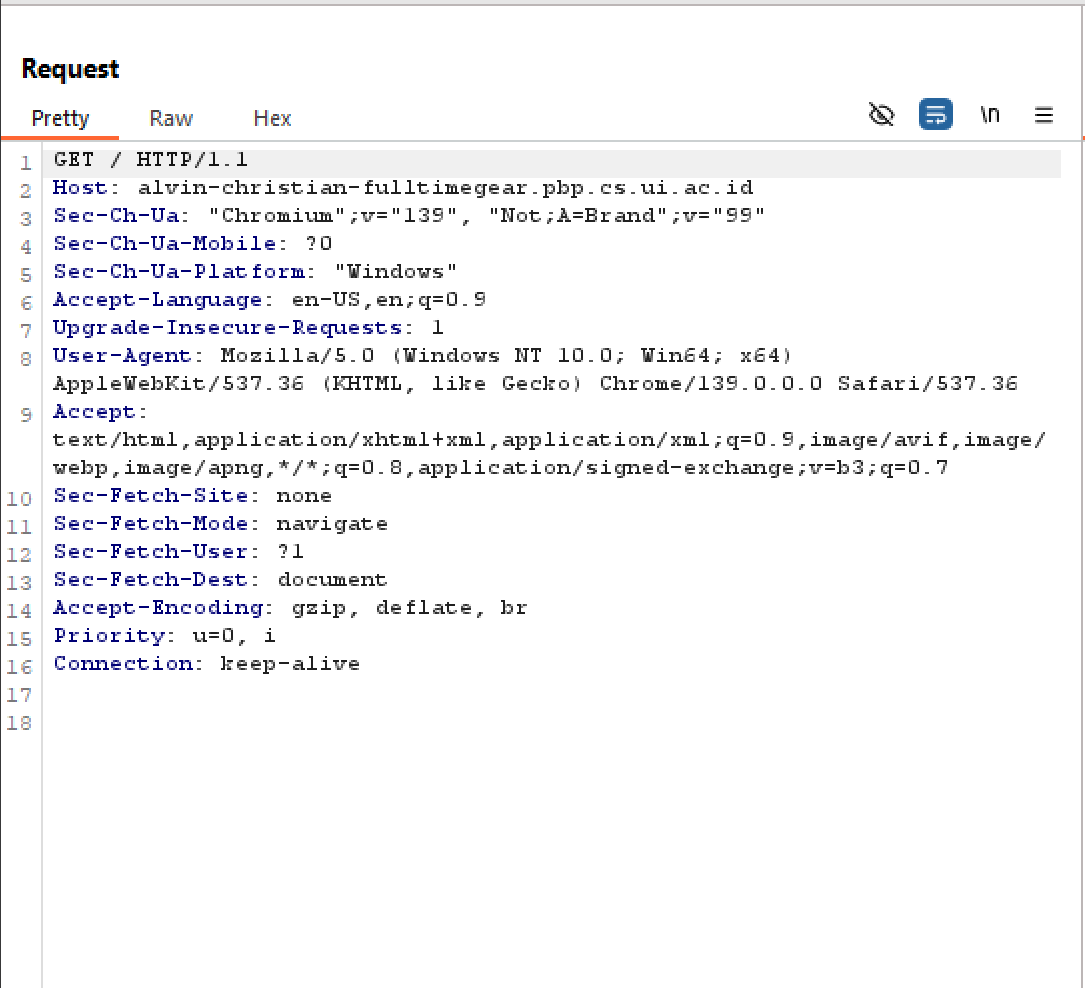 Request
Pretty Raw Hex \n
1 GET / HTTP/1.1
2 Host: alvin-christian-fulltimegear.pbp.cs.ui.ac.id
3 Sec-Ch-Ua: "Chromium";v="139", "Not;A=Brand";v="99"
4 Sec-Ch-Ua-Mobile: ?0
5 Sec-Ch-Ua-Platform: "Windows"
6 Accept-Language: en-US,en;q=0.9
7 Upgrade-Insecure-Requests: 1
8 User-Agent: Mozilla/5.0 (Windows NT 10.0; Win64; x64)
AppleWebKit/537.36 (KHTML, like Gecko) Chrome/139.0.0.0 Safari/537.36
9 Accept:
text/html,application/xhtml+xml,application/xml;q=0.9,image/avif,image/
webp,image/apng,*/*;q=0.8,application/signed-exchange;v=b3;q=0.7
10 Sec-Fetch-Site: none
11 Sec-Fetch-Mode: navigate
12 Sec-Fetch-User: ?1
13 Sec-Fetch-Dest: document
14 Accept-Encoding: gzip, deflate, br
15 Priority: u=0, i
16 Connection: keep-alive
17
18